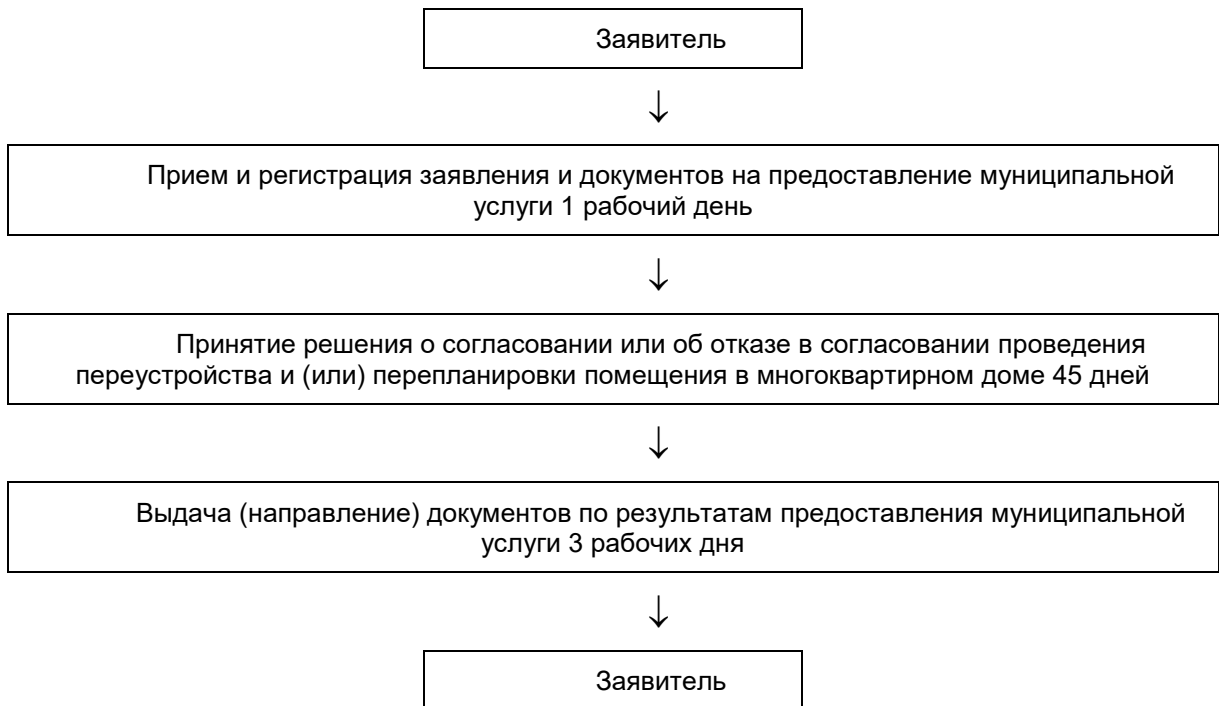 Заявитель
↓
Прием и регистрация заявления и документов на предоставление муниципальной
услуги 1 рабочий день
↓
Принятие решения о согласовании или об отказе в согласовании проведения
переустройства и (или) перепланировки помещения в многоквартирном доме 45 дней
↓
Выдача (направление) документов по результатам предоставления муниципальной
услуги 3 рабочих дня
↓
Заявитель